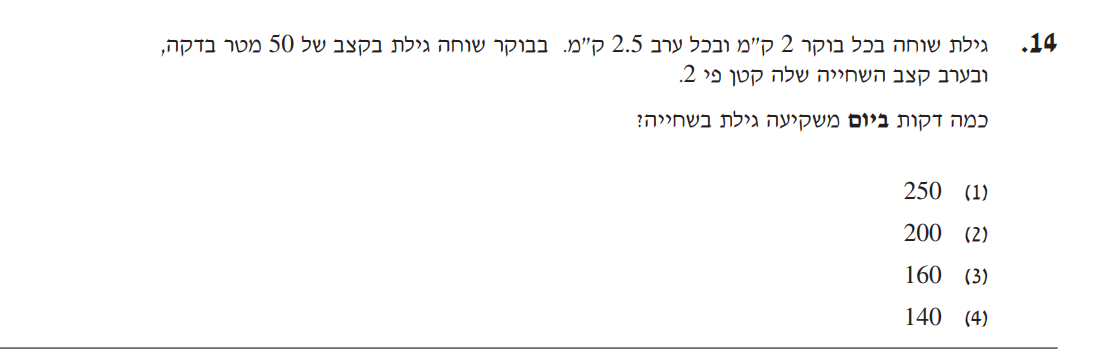 14. גילת שוחה בכל בוקר 2 ק"מ ובכל ערב 2.5 ק"מ. בבוקר שוחה גילת בקצב של 50 מטר בדקה,
ובערב קצב השחייה שלה קטן פי 2.
כמה דקות ביום משקיעה גילת בשחייה?
(1) 250
(2) 200
(3) 160
(4) 140